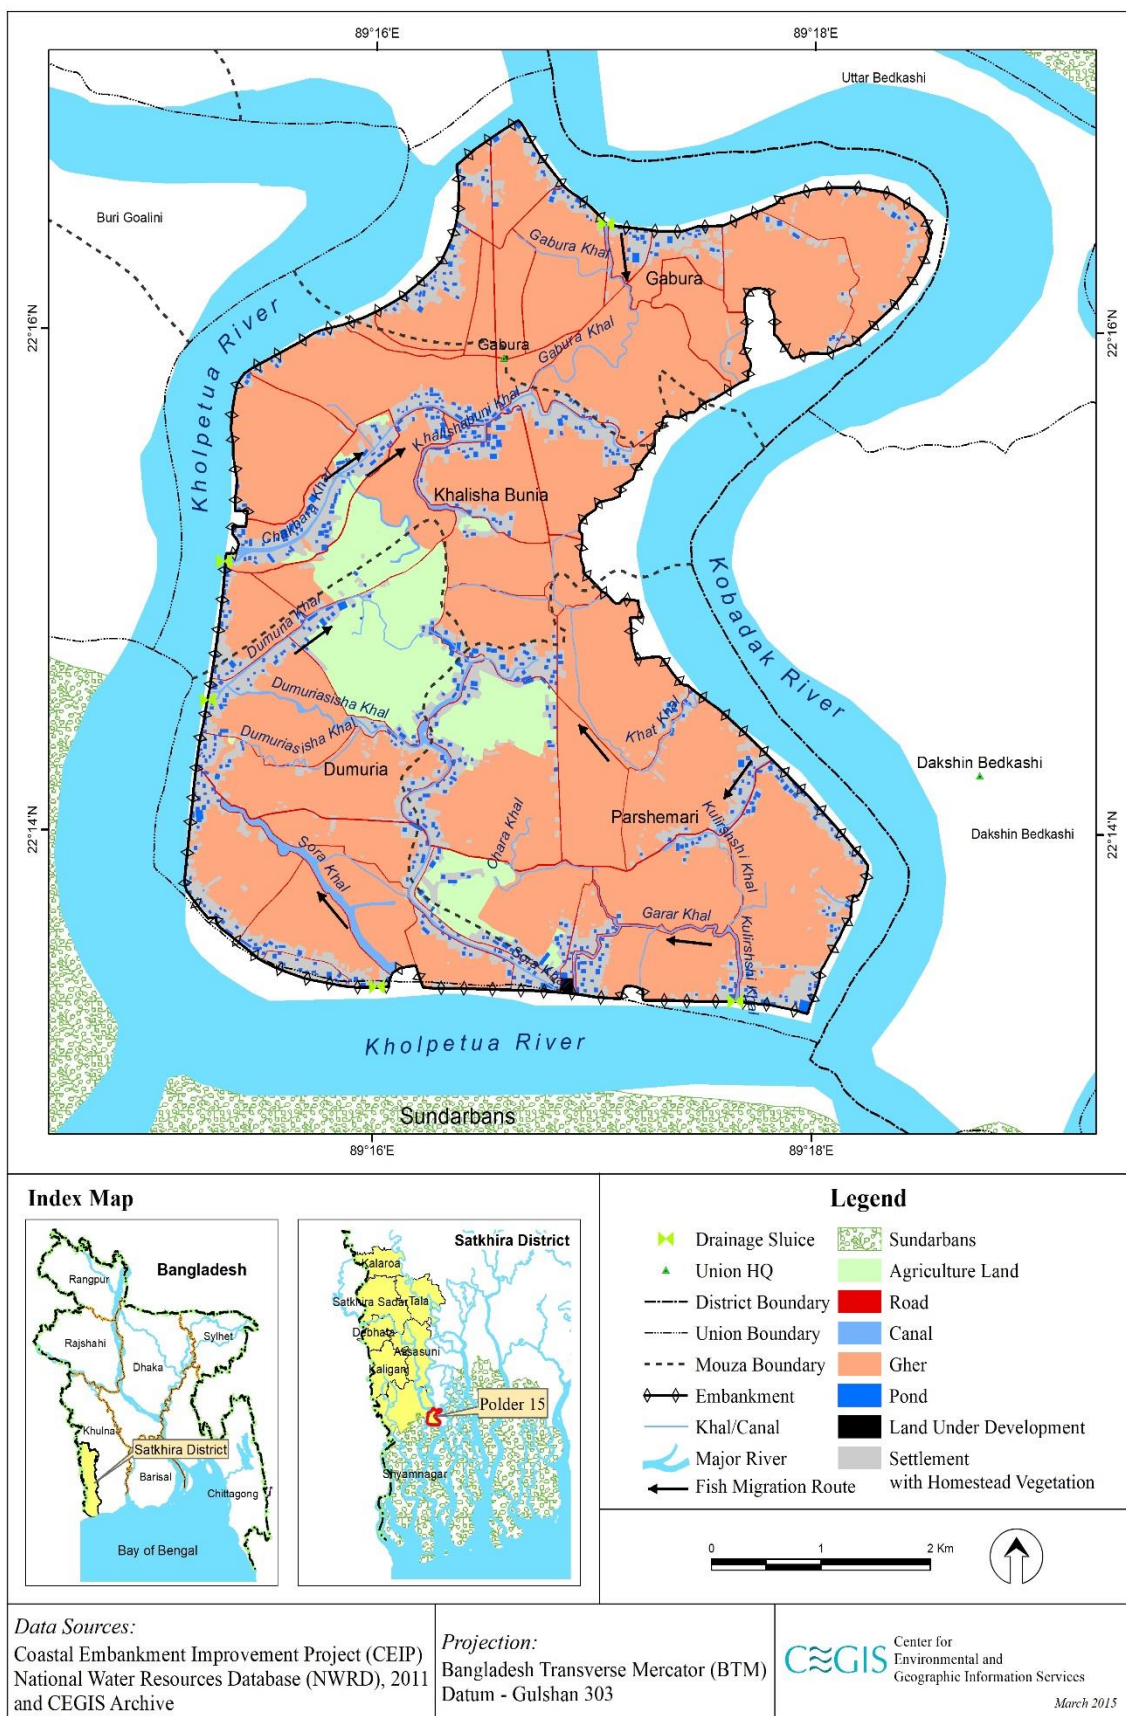 89°16'E
89°18'E
Uttar Bedkashi
Buri Goalini
Gabura Khal
Gabura
22°16'N
22°16'N
Kholpetua River
Gabura
Gabura Khal
Khalishabuni Khal
Khalisha Bunia
Chakbara Khal
Kobadak River
Dumuria Khal
Dumuriasisha Khal
Dumuriasisha Khal
Khat Khal
Dumuria
Dakshin Bedkashi
Parshemari
22°14'N
22°14'N
Dakshin Bedkashi
Ohara Khal
Kulirshshi Khal
Sora Khal
Garar Khal
Kulirshshi Khal
Sora Khal
Kholpetua River
Sundarbans
89°16'E
89°18'E
Index Map
Bangladesh
Rangpur
Rajshahi
Sylhet
Dhaka
Khulna
Satkhira District
Barisal
Chittagong
Bay of Bengal
Satkhira District
Kalaroa
Satkhira Sadar
Tala
Debhata
Assasuni
Kaliganj
Polder 15
Shyamnagar
Legend
Drainage Sluice
Union HQ
District Boundary
Union Boundary
Mouza Boundary
Embankment
Khal/Canal
Major River
Fish Migration Route
Sundarbans
Agriculture Land
Road
Canal
Gher
Pond
Land Under Development
Settlement
with Homestead Vegetation
0 1 2 Km
Data Sources:
Coastal Embankment Improvement Project (CEIP)
National Water Resources Database (NWRD), 2011
and CEGIS Archive
Projection:
Bangladesh Transverse Mercator (BTM)
Datum - Gulshan 303
CEGIS
Center for
Environmental and
Geographic Information Services
March 2015